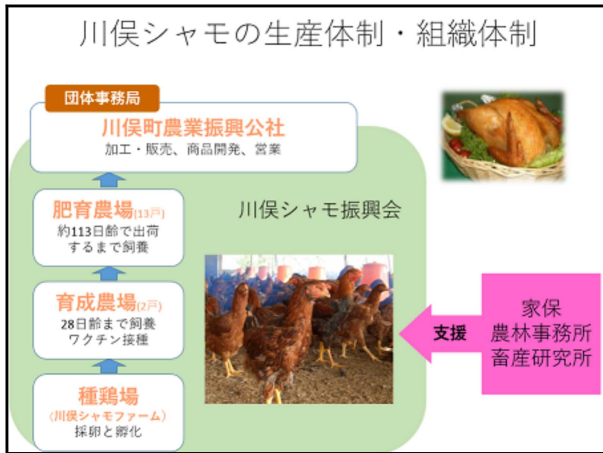 川俣シャモの生産体制・組織体制
団体事務局
川俣町農業振興公社
加工・販売、商品開発、営業
肥育農場(13戸)
約113日齢で出荷
するまで飼養
川俣シャモ振興会
育成農場(2戸)
28日齢まで飼養
ワクチン接種
種鶏場
(川俣シャモファーム)
採卵と孵化
支援
家保
農林事務所
畜産研究所